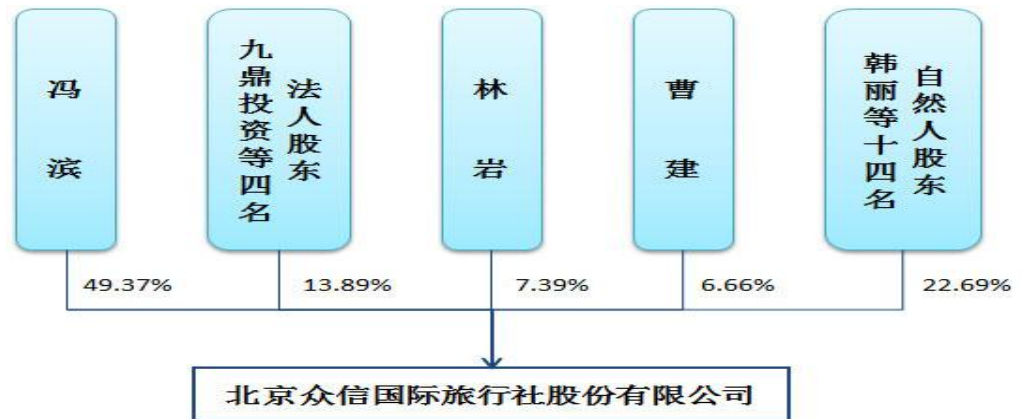 冯滨
九鼎投资等四名
法人股东
林岩
曹建
韩丽等十四名
自然人股东
49.37%
13.89%
7.39%
6.66%
22.69%
北京众信国际旅行社股份有限公司